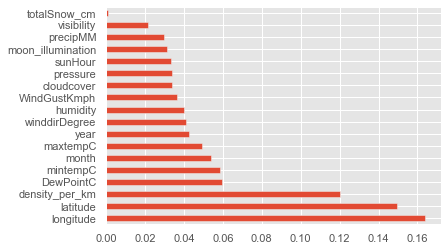 totalSnow_cm
visibility
precipMM
moon_illumination
sunHour
pressure
cloudcover
WindGustKmph
humidity
winddirDegree
year
maxtempC
month
mintempC
DewPointC
density_per_km
latitude
longitude
0.00 0.02 0.04 0.06 0.08 0.10 0.12 0.14 0.16